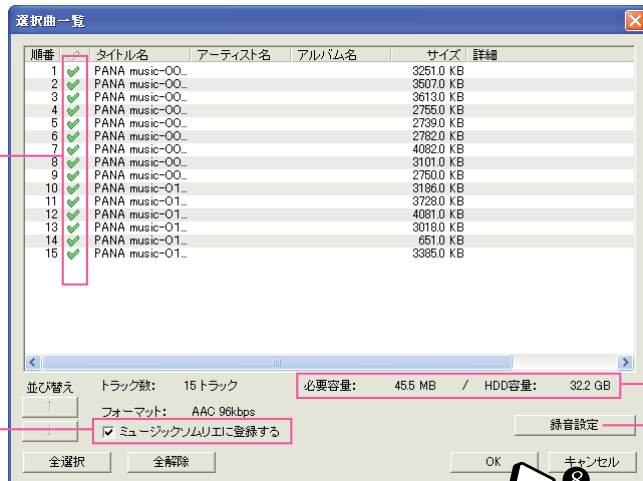 選択曲一覧
順番 タイトル名 アーティスト名 アルバム名 サイズ 詳細
1 PANA music-00... 3251.0 KB
2 PANA music-00... 3507.0 KB
3 PANA music-00... 3613.0 KB
4 PANA music-00... 2755.0 KB
5 PANA music-00... 2739.0 KB
6 PANA music-00... 2782.0 KB
7 PANA music-00... 4082.0 KB
8 PANA music-00... 3101.0 KB
9 PANA music-00... 2750.0 KB
10 PANA music-01... 3186.0 KB
11 PANA music-01... 3728.0 KB
12 PANA music-01... 4081.0 KB
13 PANA music-01... 3018.0 KB
14 PANA music-01... 651.0 KB
15 PANA music-01... 3385.0 KB
並び替え トラック数: 15トラック 必要容量: 45.5 MB / HDD容量: 32.2 GB
↑ フォーマット: AAC 96kbps
↓ ミュージックソムリエに登録する 録音設定
全選択 全解除 OK キャンセル
8